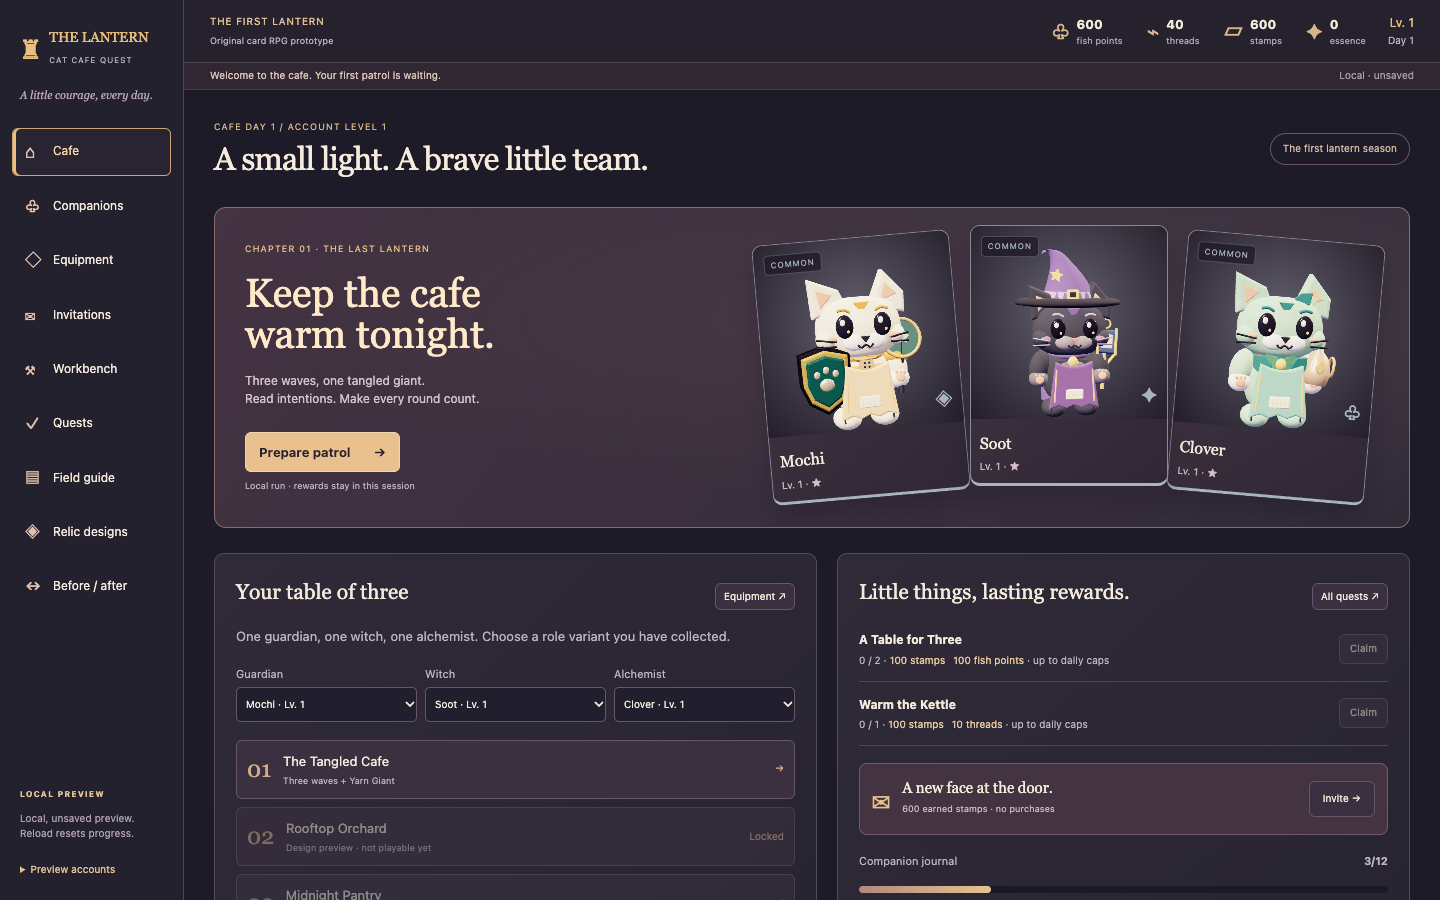 THE LANTERN
CAT CAFE QUEST
A little courage, every day.
Cafe
Companions
Equipment
Invitations
Workbench
Quests
Field guide
Relic designs
Before / after
LOCAL PREVIEW
Local, unsaved preview.
Reload resets progress.
Preview accounts
THE FIRST LANTERN
Original card RPG prototype
600
fish points
40
threads
600
stamps
0
essence
Lv. 1
Day 1
Welcome to the cafe. Your first patrol is waiting.
Local · unsaved
CAFE DAY 1 / ACCOUNT LEVEL 1
A small light. A brave little team.
The first lantern season
CHAPTER 01 · THE LAST LANTERN
Keep the cafe
warm tonight.
Three waves, one tangled giant.
Read intentions. Make every round count.
Prepare patrol →
Local run · rewards stay in this session
COMMON
Mochi
Lv. 1 · ★
COMMON
Soot
Lv. 1 · ★
COMMON
Clover
Lv. 1 · ★
Your table of three
Equipment ↗
One guardian, one witch, one alchemist. Choose a role variant you have collected.
Guardian
Witch
Alchemist
Mochi · Lv. 1
Soot · Lv. 1
Clover · Lv. 1
01
The Tangled Cafe
Three waves + Yarn Giant
→
02
Rooftop Orchard
Design preview · not playable yet
Locked
Midnight Pantry
Little things, lasting rewards.
All quests ↗
A Table for Three
0 / 2 · 100 stamps 100 fish points · up to daily caps
Claim
Warm the Kettle
0 / 1 · 100 stamps 10 threads · up to daily caps
Claim
A new face at the door.
600 earned stamps · no purchases
Invite →
Companion journal
3/12